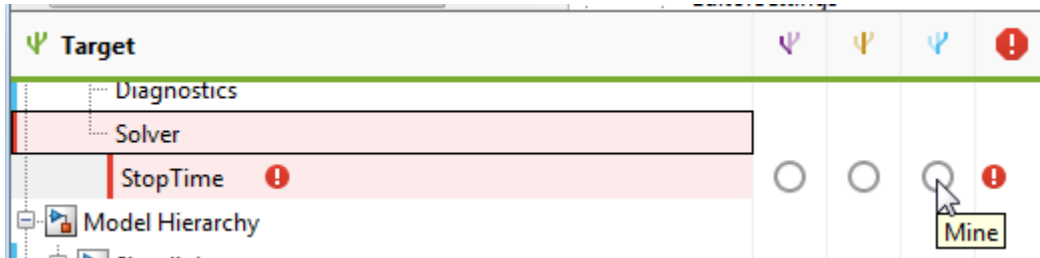 Target
Diagnostics
Solver
StopTime
Model Hierarchy
Mine